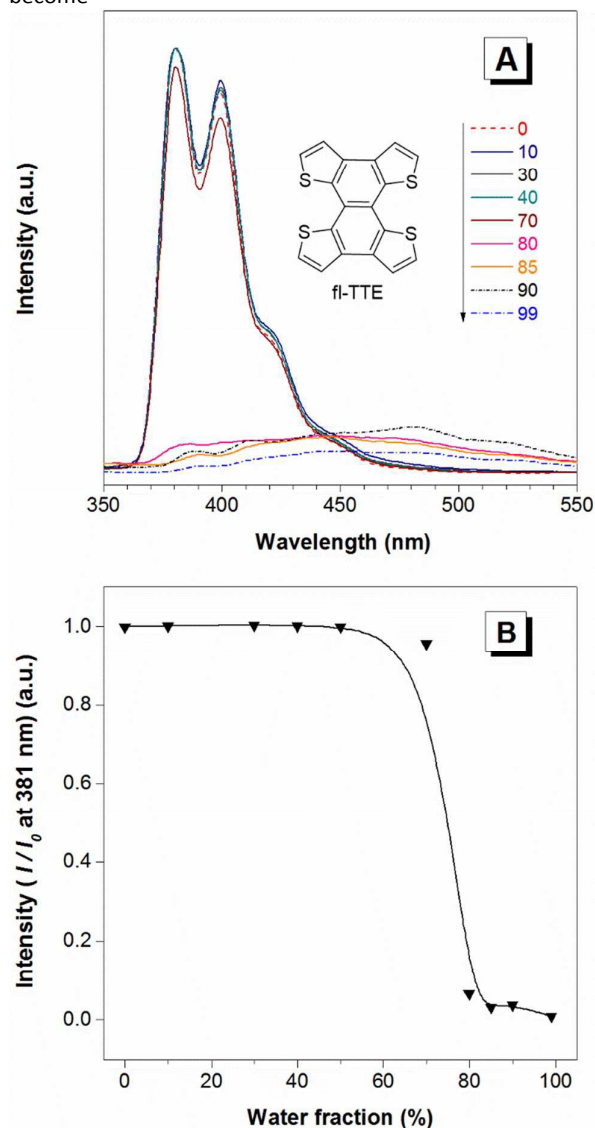 become
A
0
10
30
40
70
80
85
90
99
S S
S S
fl-TTE
Intensity (a.u.)
350 400 450 500 550
Wavelength (nm)
B
1.0
0.8
0.6
0.4
0.2
0.0
Intensity ( I / I0 at 381 nm) (a.u.)
0 20 40 60 80 100
Water fraction (%)